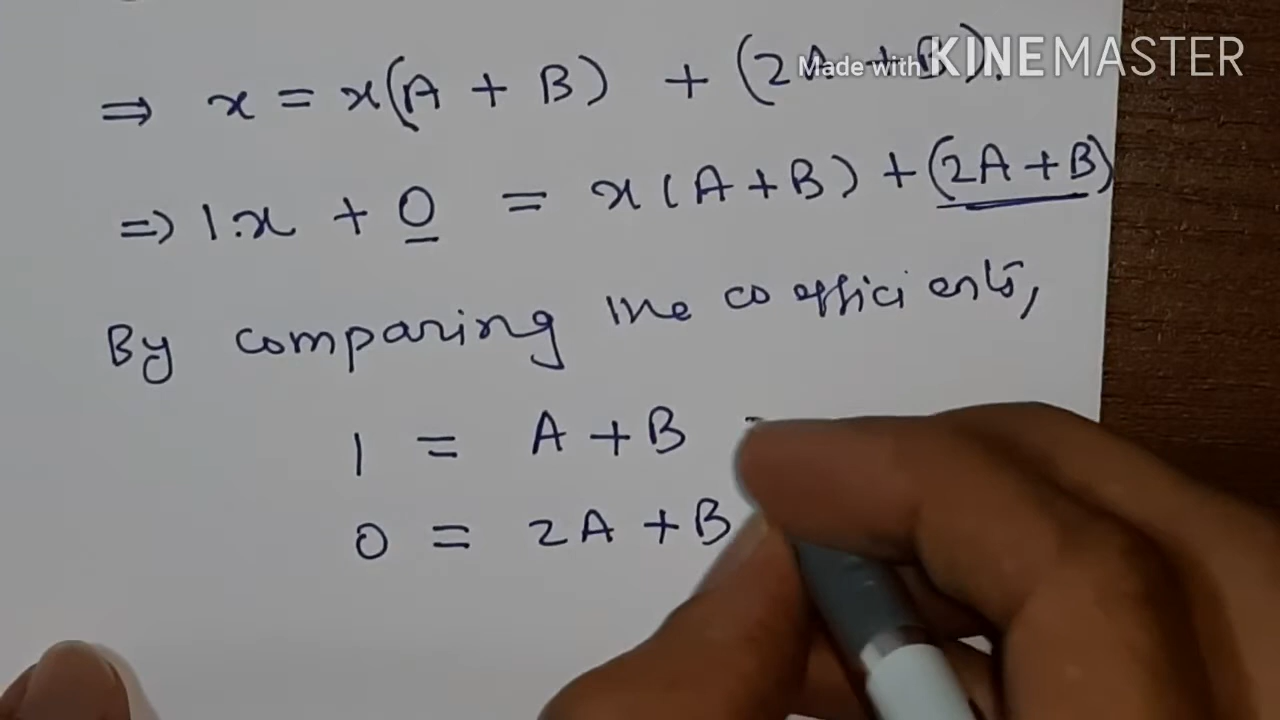 Made with KINEMASTER
⇒ x = x(A + B) + (2A + B).
⇒ 1.x + 0 = x(A+B) + (2A+B)
By comparing the coefficients,
1 = A + B
0 = 2A + B